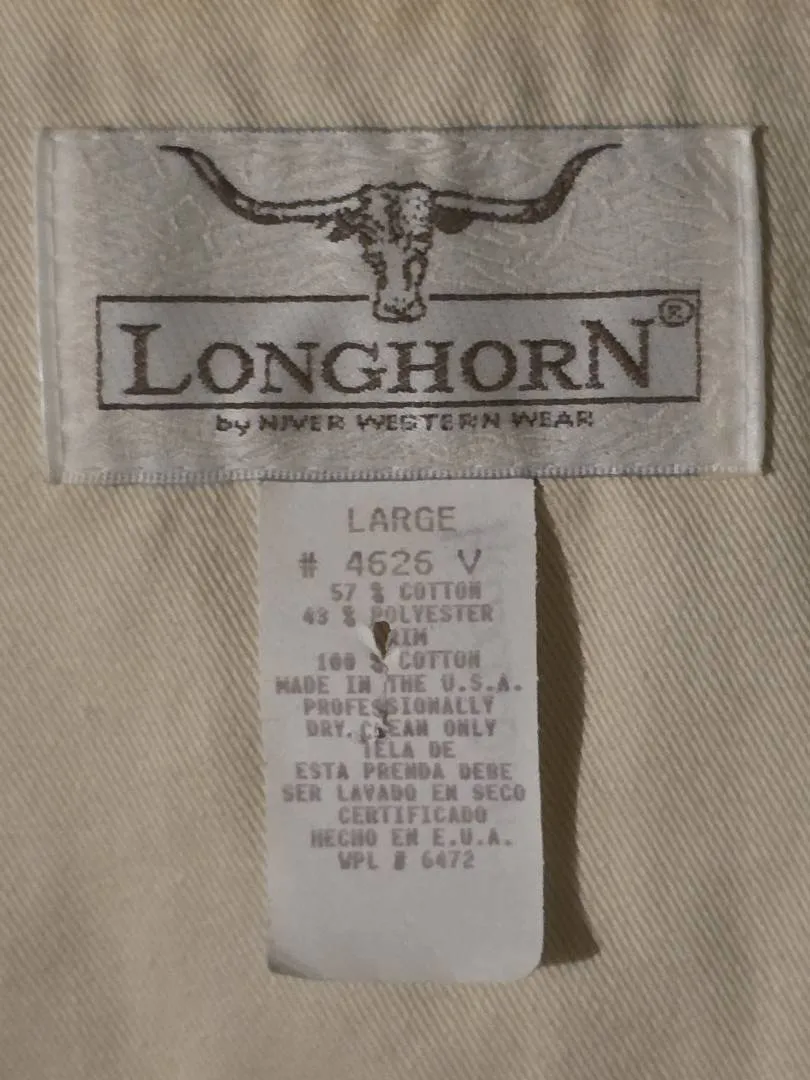 LONGHORN®
by NIVER WESTERN WEAR
LARGE
# 4626 V
57 % COTTON
43 % POLYESTER
100 % COTTON
MADE IN THE U.S.A.
PROFESSIONALLY
DRY. CLEAN ONLY
TELA DE
ESTA PRENDA DEBE
SER LAVADO EN SECO
CERTIFICADO
HECHO EN E.U.A.
WPL # 6472